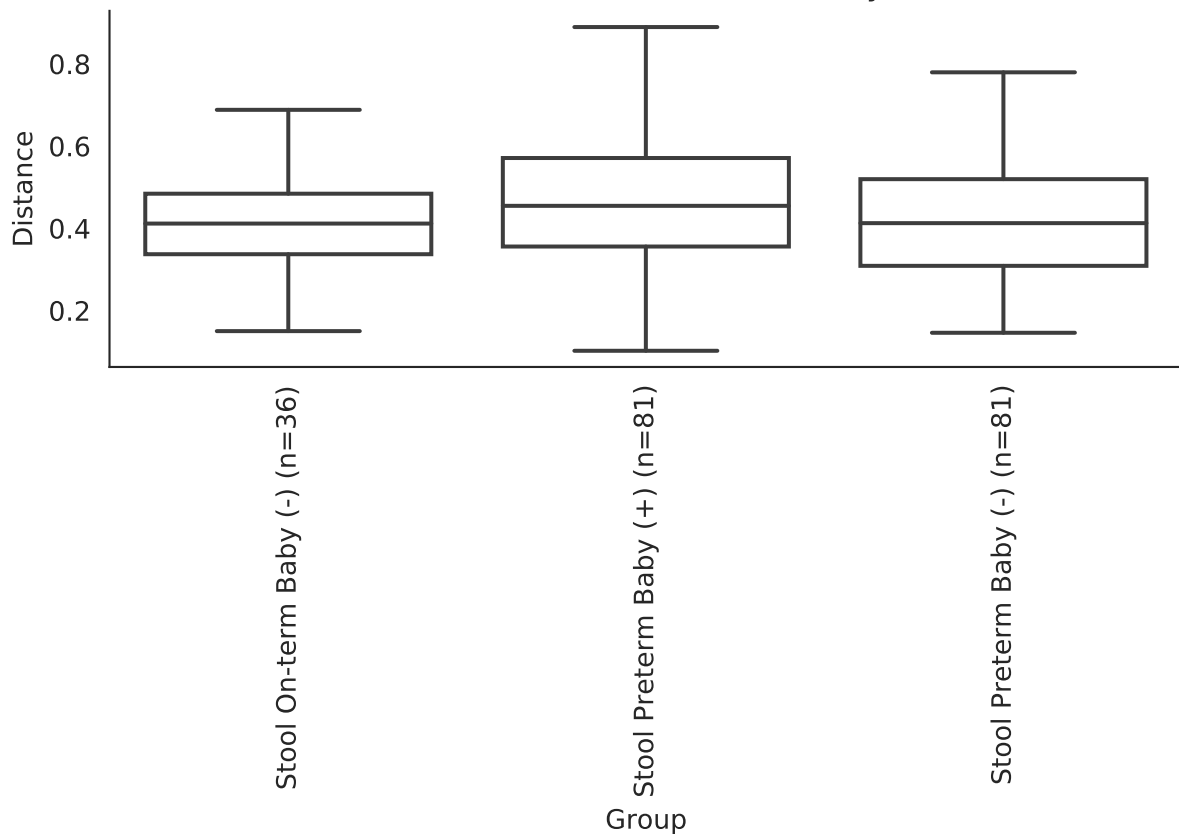 Distance
0.8
0.6
0.4
0.2
Stool On-term Baby (-) (n=36)
Stool Preterm Baby (+) (n=81)
Stool Preterm Baby (-) (n=81)
Group